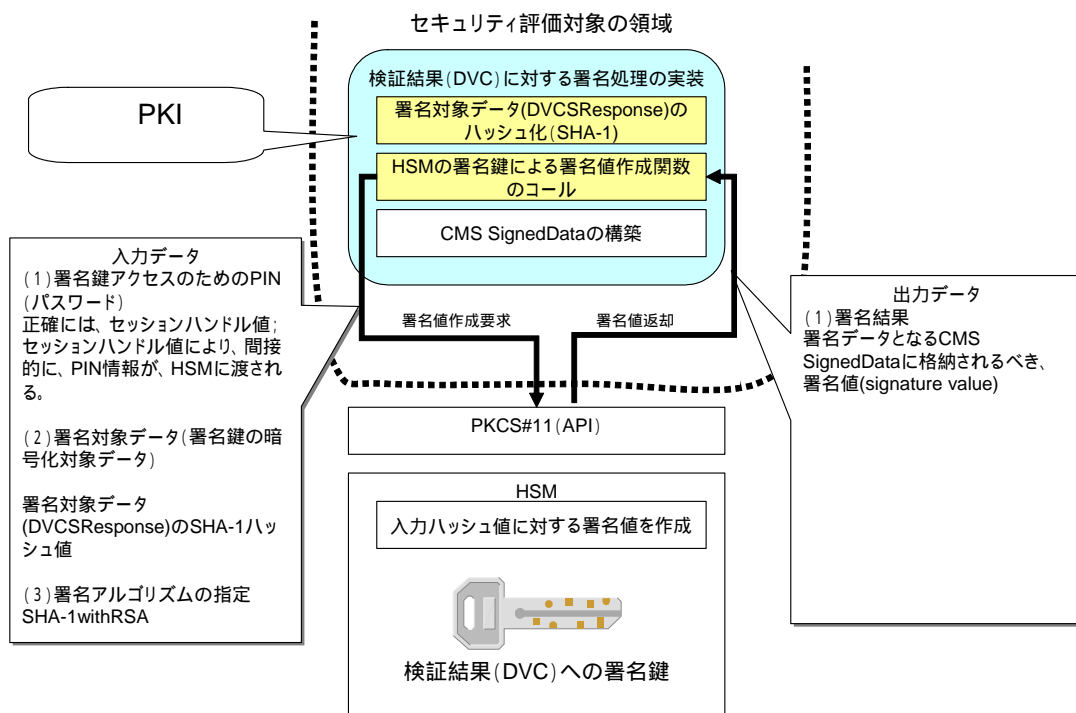 セキュリティ評価対象の領域
検証結果(DVC)に対する署名処理の実装
署名対象データ(DVCSResponse)の
ハッシュ化(SHA-1)
HSMの署名鍵による署名値作成関数
のコール
CMS SignedDataの構築
PKI
入力データ
(1)署名鍵アクセスのためのPIN
(パスワード)
正確には、セッションハンドル値;
セッションハンドル値により、間接
的に、PIN情報が、HSMに渡され
る。
(2)署名対象データ(署名鍵の暗
号化対象データ)
署名対象データ
(DVCSResponse)のSHA-1ハッ
シュ値
(3)署名アルゴリズムの指定
SHA-1withRSA
署名値作成要求
署名値返却
出力データ
(1)署名結果
署名データとなるCMS
SignedDataに格納されるべき、
署名値(signature value)
PKCS#11(API)
HSM
入力ハッシュ値に対する署名値を作成
検証結果(DVC)への署名鍵